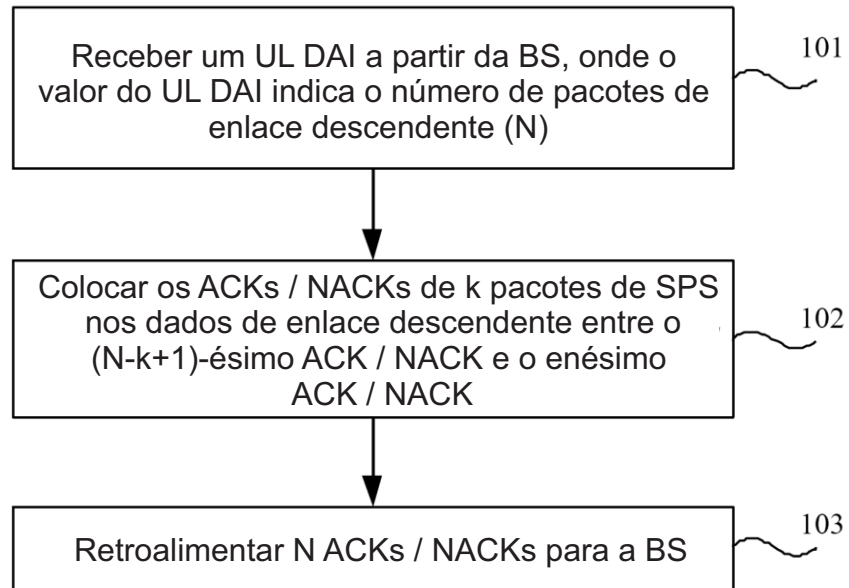 Receber um UL DAI a partir da BS, onde o
valor do UL DAI indica o número de pacotes de
enlace descendente (N)
101
Colocar os ACKs / NACKs de k pacotes de SPS
nos dados de enlace descendente entre o
(N-k+1)-ésimo ACK / NACK e o enésimo
ACK / NACK
102
Retroalimentar N ACKs / NACKs para a BS
103